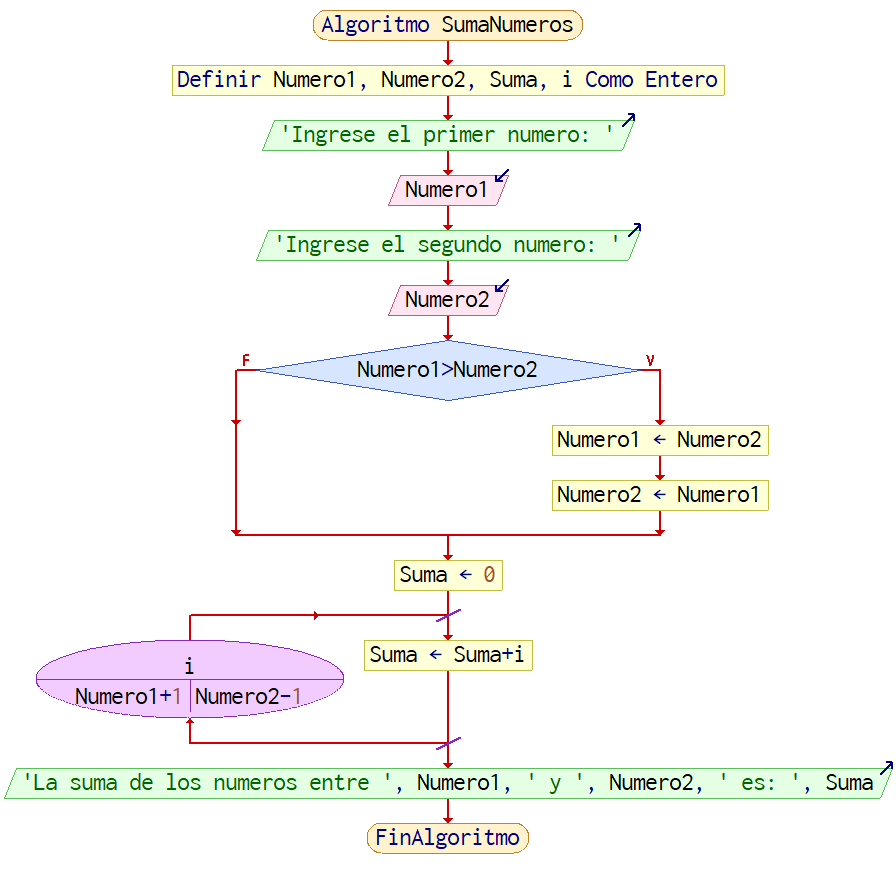 Algoritmo SumaNumeros
Definir Numero1, Numero2, Suma, i Como Entero
'Ingrese el primer numero: '
Numero1
'Ingrese el segundo numero: '
Numero2
F
V
Numero1>Numero2
Numero1 ← Numero2
Numero2 ← Numero1
Suma ← 0
Suma ← Suma+i
i
Numero1+1 Numero2-1
'La suma de los numeros entre ', Numero1, ' y ', Numero2, ' es: ', Suma
FinAlgoritmo